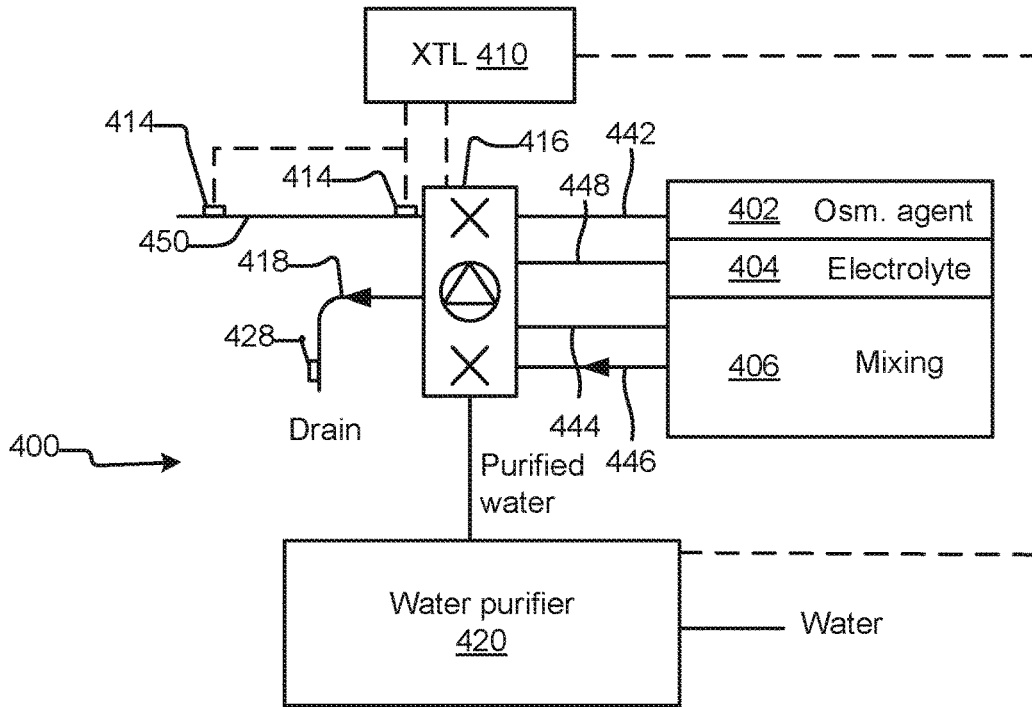 XTL 410
414
416
442
414
448
402 Osm. agent
450
418
404 Electrolyte
428
406 Mixing
Drain
444
400
446
Purified
water
Water purifier
420
Water